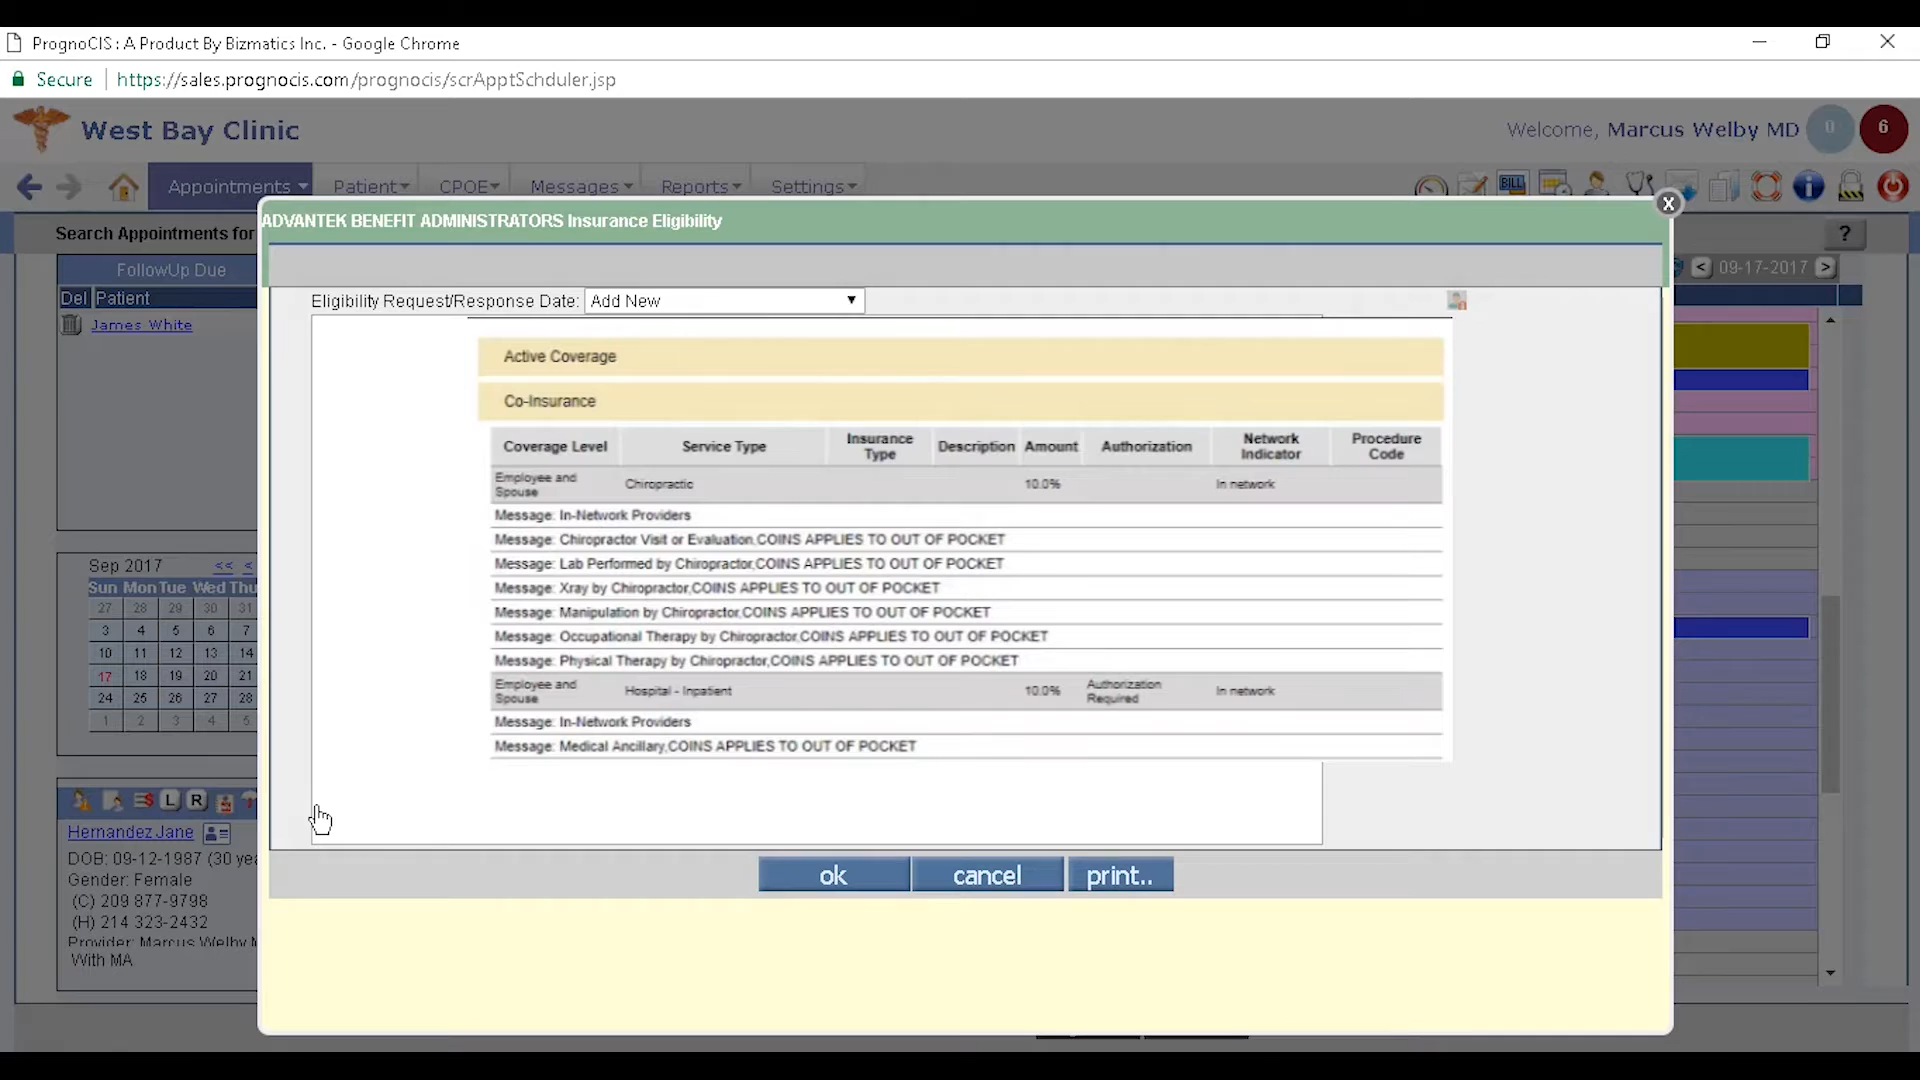 PrognoCIS : A Product By Bizmatics Inc. - Google Chrome
Secure https://sales.prognocis.com/prognocis/scrApptSchduler.jsp
West Bay Clinic
Welcome, Marcus Welby MD 0 6
Appointments Patient CPOE Messages Reports Settings BILL
x
ADVANTEK BENEFIT ADMINISTRATORS Insurance Eligibility
Search Appointments for ?
FollowUp Due
< 09-17-2017 >
Del Patient
James White
Eligibility Request/Response Date: Add New
Active Coverage
Co-Insurance
Coverage Level Service Type Insurance Type Description Amount Authorization Network Indicator Procedure Code
Employee and Spouse Chiropractic 10.0% In network
Message: In-Network Providers
Message: Chiropractor Visit or Evaluation,COINS APPLIES TO OUT OF POCKET
Message: Lab Performed by Chiropractor,COINS APPLIES TO OUT OF POCKET
Message: Xray by Chiropractor,COINS APPLIES TO OUT OF POCKET
Message: Manipulation by Chiropractor,COINS APPLIES TO OUT OF POCKET
Message: Occupational Therapy by Chiropractor,COINS APPLIES TO OUT OF POCKET
Message: Physical Therapy by Chiropractor,COINS APPLIES TO OUT OF POCKET
Employee and Spouse Hospital - Inpatient 10.0% Authorization Required In network
Message: In-Network Providers
Message: Medical Ancillary,COINS APPLIES TO OUT OF POCKET
Sep 2017 << <
Sun Mon Tue Wed Thu
27 28 29 30 31
3 4 5 6 7
10 11 12 13 14
17 18 19 20 21
24 25 26 27 28
1 2 3 4 5
L R
Hernandez Jane
DOB: 09-12-1987 (30 yea
Gender: Female
(C) 209 877-9798
(H) 214 323-2432
Provider: Marcus Welby M
With MA
ok cancel print..